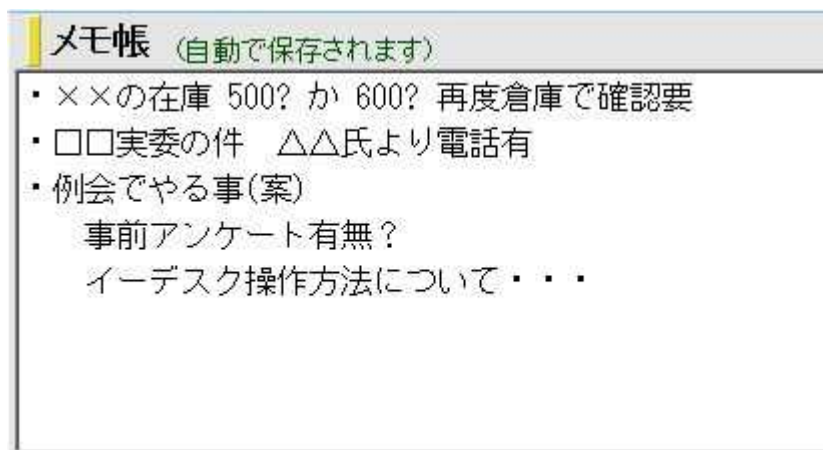 メモ帳 (自動で保存されます)
・××の在庫 500? か 600? 再度倉庫で確認要
・□□実委の件　△△氏より電話有
・例会でやる事(案)
　　事前アンケート有無？
　　イーデスク操作方法について・・・